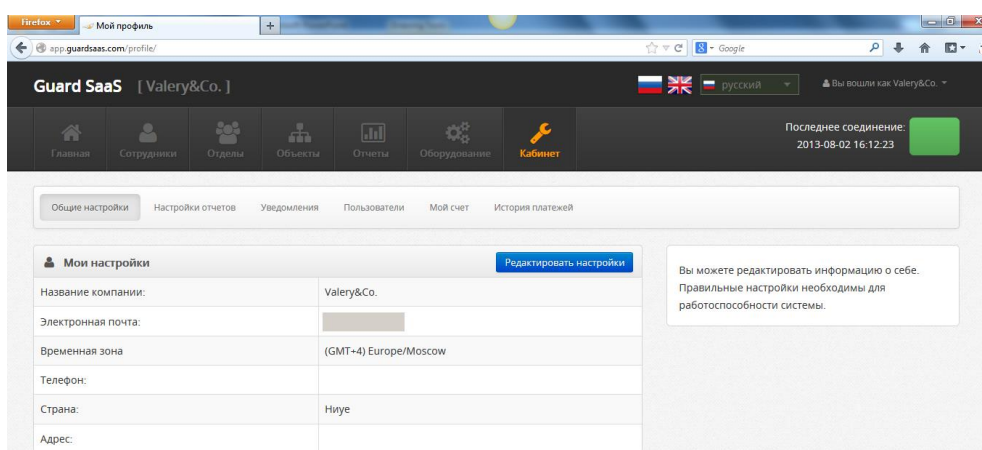 Firefox
Мой профиль
app.guardsaas.com/profile/
Google
Guard SaaS [ Valery&Co. ]
русский
Вы вошли как Valery&Co.
Главная Сотрудники Отделы Объекты Отчеты Оборудование Кабинет
Последнее соединение:
2013-08-02 16:12:23
Общие настройки Настройки отчетов Уведомления Пользователи Мой счет История платежей
Мои настройки
Редактировать настройки
Название компании: Valery&Co.
Электронная почта:
Временная зона (GMT+4) Europe/Moscow
Телефон:
Страна: Ниуе
Адрес:
Вы можете редактировать информацию о себе.
Правильные настройки необходимы для
работоспособности системы.